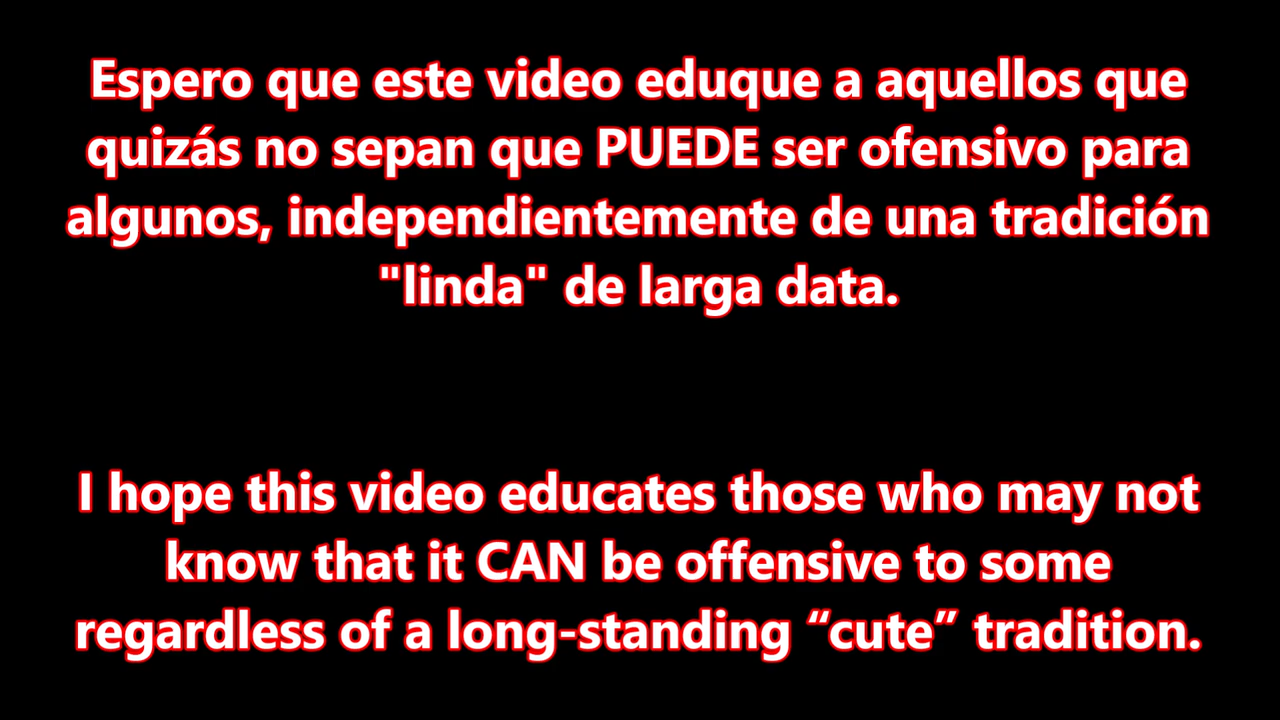 Espero que este video eduque a aquellos que
quizás no sepan que PUEDE ser ofensivo para
algunos, independientemente de una tradición
"linda" de larga data.
I hope this video educates those who may not
know that it CAN be offensive to some
regardless of a long-standing “cute” tradition.